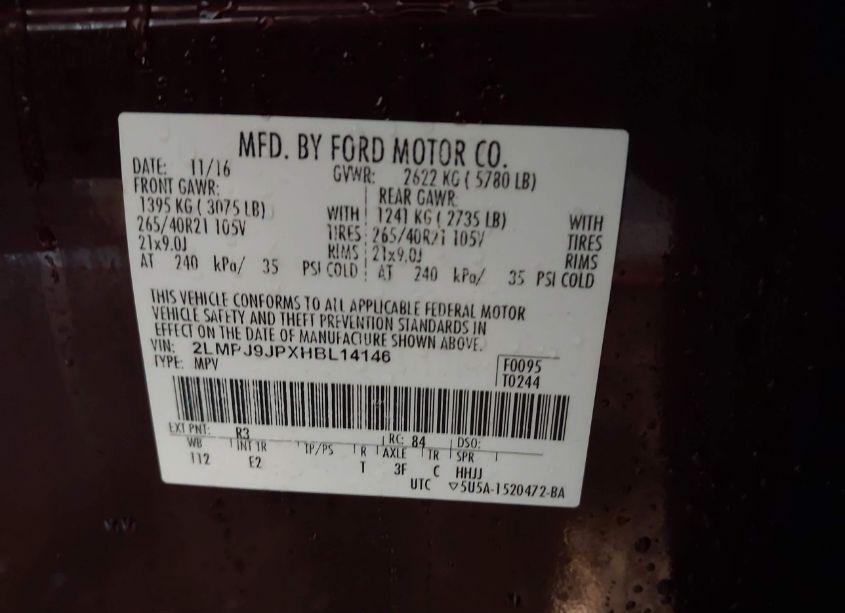 MFD. BY FORD MOTOR CO.
DATE: 11/16 GVWR: 2622 KG ( 5780 LB)
FRONT GAWR: REAR GAWR:
1395 KG ( 3075 LB) WITH 1241 KG ( 2735 LB) WITH
265/40R21 105V TIRES 265/40R21 105V TIRES
21x9.0J RIMS 21x9.0J RIMS
AT 240 kPa/ 35 PSI COLD AT 240 kPa/ 35 PSI COLD
THIS VEHICLE CONFORMS TO ALL APPLICABLE FEDERAL MOTOR
VEHICLE SAFETY AND THEFT PREVENTION STANDARDS IN
EFFECT ON THE DATE OF MANUFACTURE SHOWN ABOVE.
VIN: 2LMPJ9JPXHBL14146
TYPE: MPV
F0095
T0244
EXT PNT: R3 RC: 84 DSO:
WB INT TR TP/PS R AXLE TR SPR
112 E2 T 3F C HHJJ
UTC ▽5U5A-1520472-BA